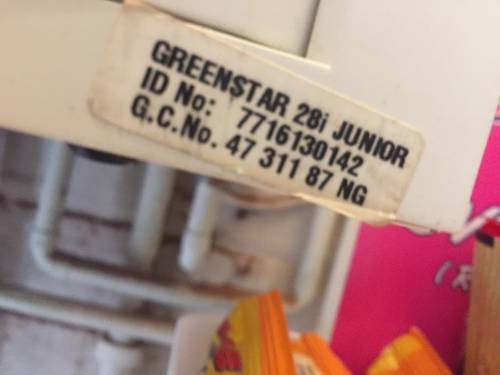 GREENSTAR 28i JUNIOR
ID No: 7716130142
G.C.No. 47 311 87 NG